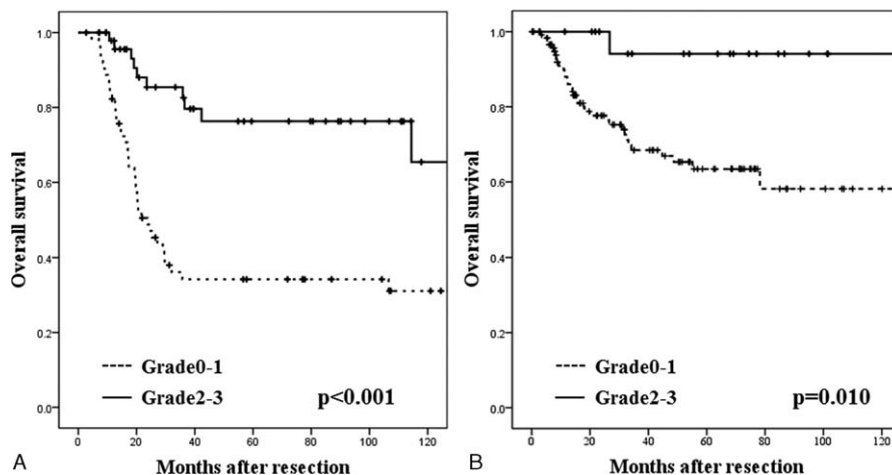 1.0
0.8
0.6
0.4
0.2
0.0
Overall survival
Grade0-1
Grade2-3
p<0.001
0 20 40 60 80 100 120
Months after resection
A
1.0
0.8
0.6
0.4
0.2
0.0
Overall survival
Grade0-1
Grade2-3
p=0.010
0 20 40 60 80 100 120
Months after resection
B